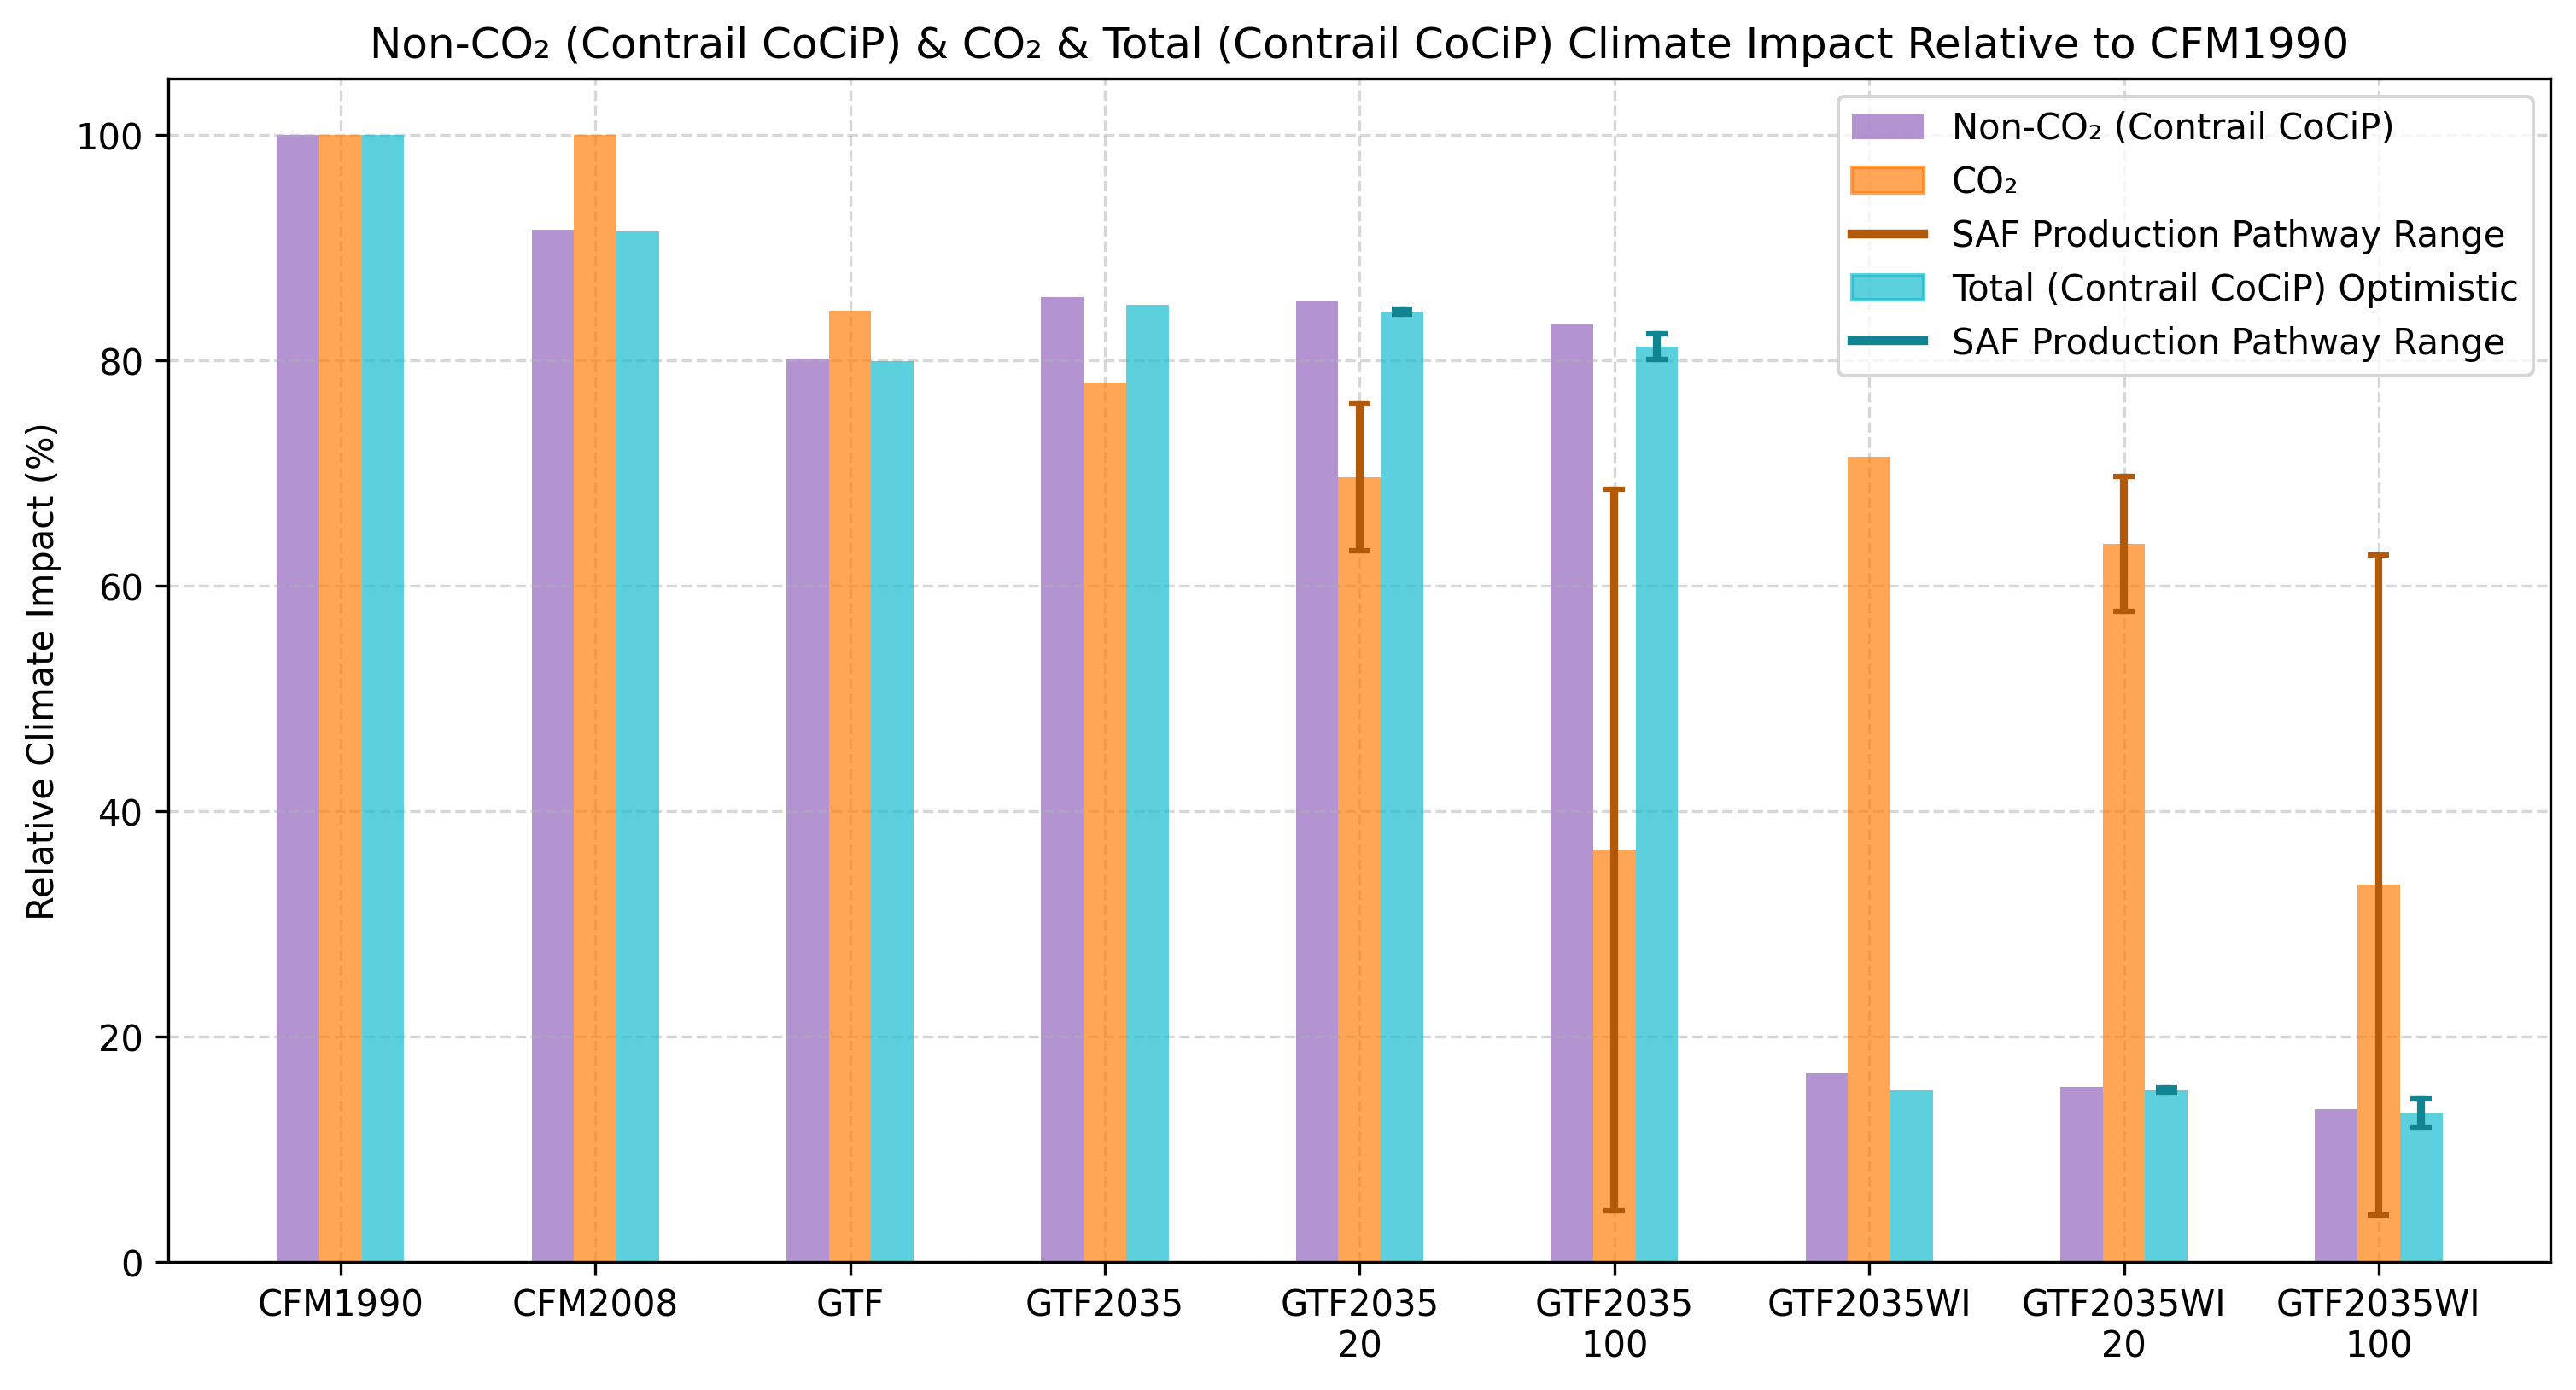 Non-CO₂ (Contrail CoCiP) & CO₂ & Total (Contrail CoCiP) Climate Impact Relative to CFM1990
Relative Climate Impact (%)
100
80
60
40
20
0
Non-CO₂ (Contrail CoCiP)
CO₂
SAF Production Pathway Range
Total (Contrail CoCiP) Optimistic
SAF Production Pathway Range
CFM1990
CFM2008
GTF
GTF2035
GTF2035
20
GTF2035
100
GTF2035WI
GTF2035WI
20
GTF2035WI
100